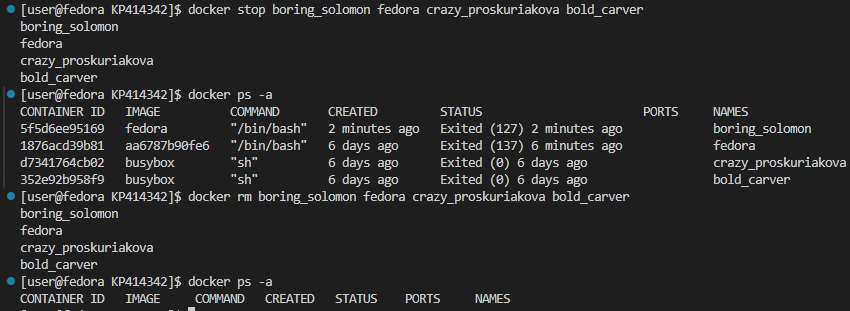 [user@fedora KP414342]$ docker stop boring_solomon fedora crazy_proskuriakova bold_carver
boring_solomon
fedora
crazy_proskuriakova
bold_carver
[user@fedora KP414342]$ docker ps -a
CONTAINER ID   IMAGE          COMMAND       CREATED         STATUS                       PORTS     NAMES
5f5d6ee95169   fedora         "/bin/bash"   2 minutes ago   Exited (127) 2 minutes ago             boring_solomon
1876acd39b81   aa6787b90fe6   "/bin/bash"   6 days ago      Exited (137) 6 minutes ago             fedora
d7341764cb02   busybox        "sh"          6 days ago      Exited (0) 6 days ago                  crazy_proskuriakova
352e92b958f9   busybox        "sh"          6 days ago      Exited (0) 6 days ago                  bold_carver
[user@fedora KP414342]$ docker rm boring_solomon fedora crazy_proskuriakova bold_carver
boring_solomon
fedora
crazy_proskuriakova
bold_carver
[user@fedora KP414342]$ docker ps -a
CONTAINER ID   IMAGE     COMMAND   CREATED   STATUS    PORTS     NAMES